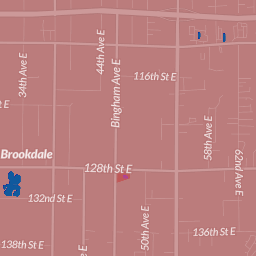 44th Ave E
34th Ave E
Bingham Ave E
116th St E
t E
58th Ave E
62nd Ave E
Brookdale
128th St E
132nd St E
50th Ave E
136th St E
138th St E
e E